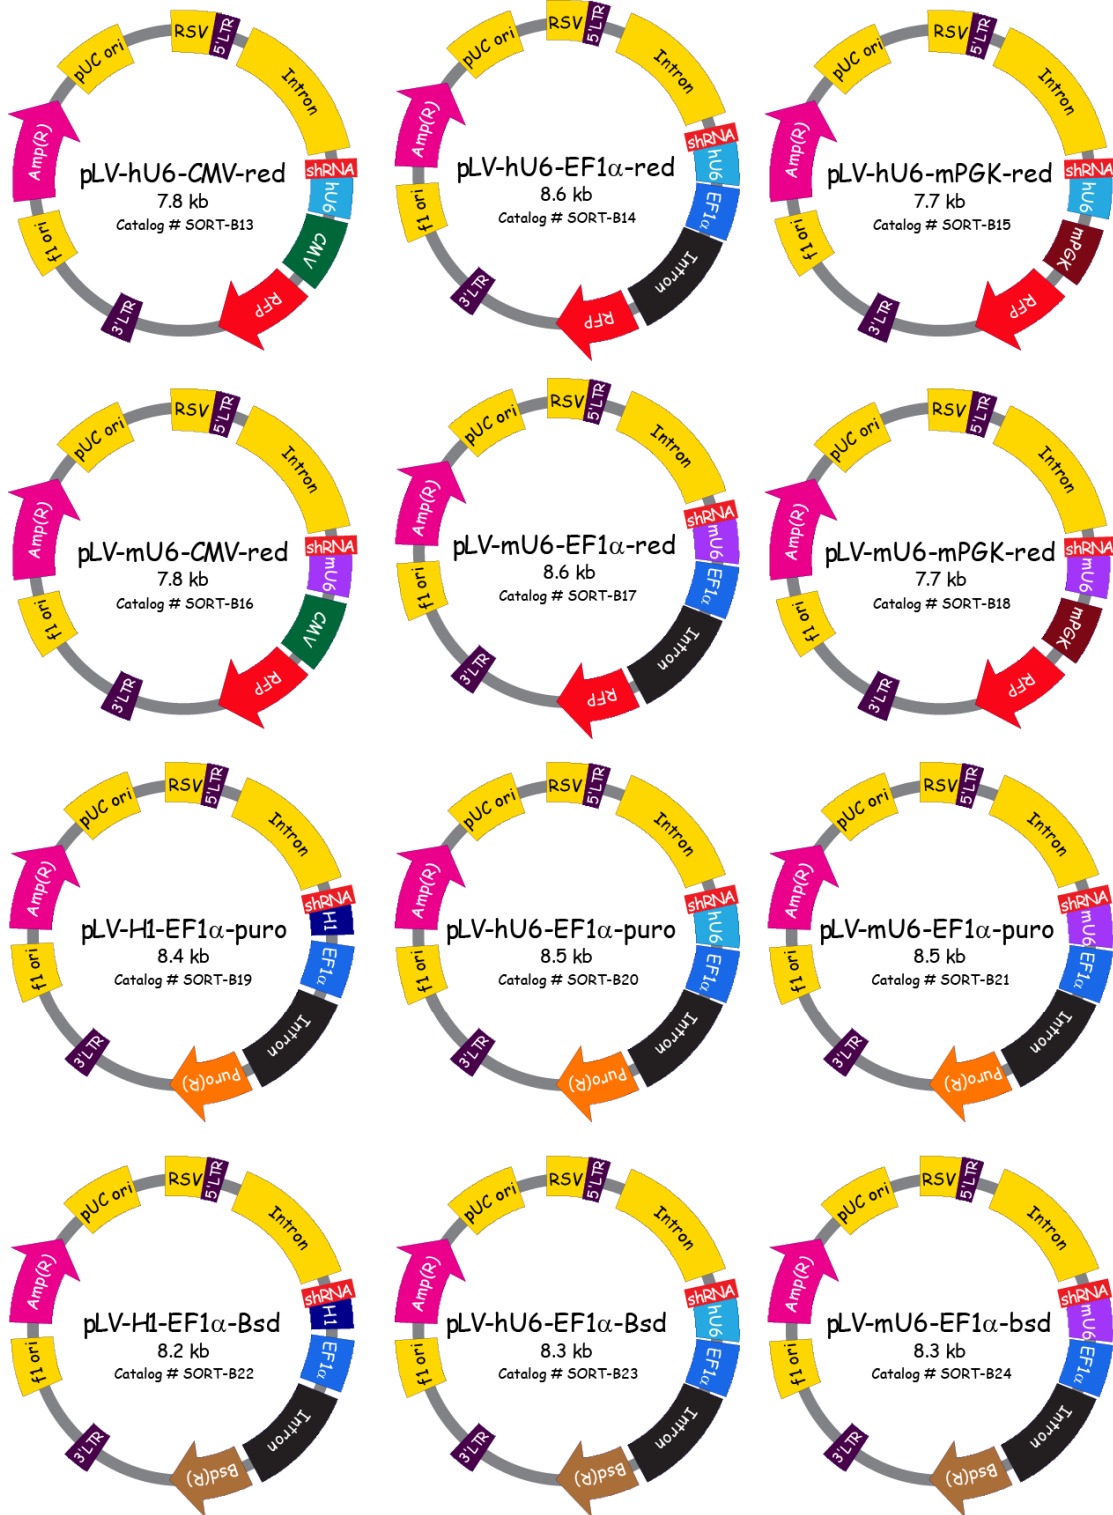 RSV
5'LTR
Intron
shRNA
hU6
CMV
RFP
3'LTR
f1 ori
Amp(R)
pUC ori
pLV-hU6-CMV-red
7.8 kb
Catalog # SORT-B13
RSV
5'LTR
Intron
shRNA
hU6
EF1α
Intron
RFP
3'LTR
f1 ori
Amp(R)
pUC ori
pLV-hU6-EF1α-red
8.6 kb
Catalog # SORT-B14
RSV
5'LTR
Intron
shRNA
hU6
mPGK
RFP
3'LTR
f1 ori
Amp(R)
pUC ori
pLV-hU6-mPGK-red
7.7 kb
Catalog # SORT-B15
RSV
5'LTR
Intron
shRNA
mU6
CMV
RFP
3'LTR
f1 ori
Amp(R)
pUC ori
pLV-mU6-CMV-red
7.8 kb
Catalog # SORT-B16
RSV
5'LTR
Intron
shRNA
mU6
EF1α
Intron
RFP
3'LTR
f1 ori
Amp(R)
pUC ori
pLV-mU6-EF1α-red
8.6 kb
Catalog # SORT-B17
RSV
5'LTR
Intron
shRNA
mU6
mPGK
RFP
3'LTR
f1 ori
Amp(R)
pUC ori
pLV-mU6-mPGK-red
7.7 kb
Catalog # SORT-B18
RSV
5'LTR
Intron
shRNA
H1
EF1α
Intron
Puro(R)
3'LTR
f1 ori
Amp(R)
pUC ori
pLV-H1-EF1α-puro
8.4 kb
Catalog # SORT-B19
RSV
5'LTR
Intron
shRNA
hU6
EF1α
Intron
Puro(R)
3'LTR
f1 ori
Amp(R)
pUC ori
pLV-hU6-EF1α-puro
8.5 kb
Catalog # SORT-B20
RSV
5'LTR
Intron
shRNA
mU6
EF1α
Intron
Puro(R)
3'LTR
f1 ori
Amp(R)
pUC ori
pLV-mU6-EF1α-puro
8.5 kb
Catalog # SORT-B21
RSV
5'LTR
Intron
shRNA
H1
EF1α
Intron
Bsd(R)
3'LTR
f1 ori
Amp(R)
pUC ori
pLV-H1-EF1α-Bsd
8.2 kb
Catalog # SORT-B22
RSV
5'LTR
Intron
shRNA
hU6
EF1α
Intron
Bsd(R)
3'LTR
f1 ori
Amp(R)
pUC ori
pLV-hU6-EF1α-Bsd
8.3 kb
Catalog # SORT-B23
RSV
5'LTR
Intron
shRNA
mU6
EF1α
Intron
Bsd(R)
3'LTR
f1 ori
Amp(R)
pUC ori
pLV-mU6-EF1α-bsd
8.3 kb
Catalog # SORT-B24